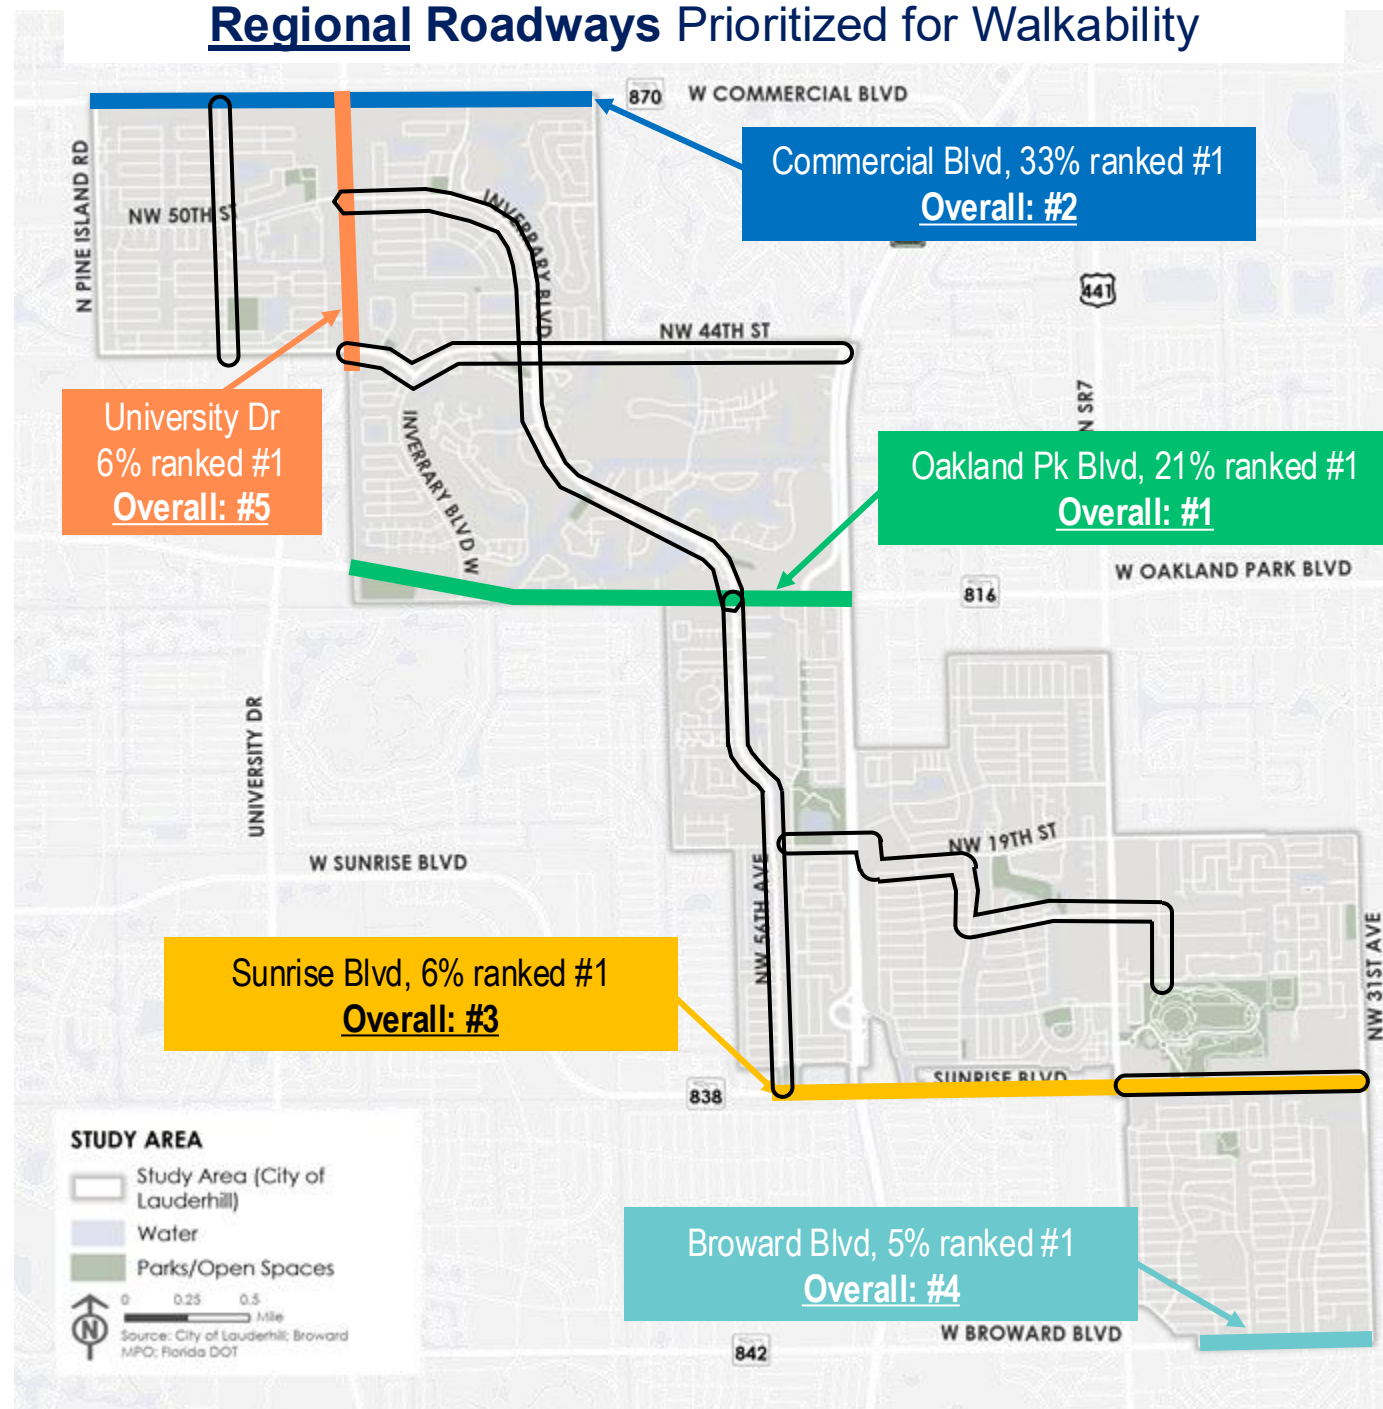 Regional Roadways Prioritized for Walkability
870
W COMMERCIAL BLVD
Commercial Blvd, 33% ranked #1
Overall: #2
N PINE ISLAND RD
NW 50TH ST
INVERRARY BLVD
441
NW 44TH ST
N SR7
University Dr
6% ranked #1
Overall: #5
INVERRARY BLVD W
Oakland Pk Blvd, 21% ranked #1
Overall: #1
W OAKLAND PARK BLVD
816
UNIVERSITY DR
W SUNRISE BLVD
NW 19TH ST
NW 56TH AVE
NW 31ST AVE
Sunrise Blvd, 6% ranked #1
Overall: #3
SUNRISE BLVD
838
STUDY AREA
Study Area (City of
Lauderhill)
Water
Parks/Open Spaces
0 0.25 0.5
Mile
N
Source: City of Lauderhill; Broward
MPO; Florida DOT
Broward Blvd, 5% ranked #1
Overall: #4
W BROWARD BLVD
842